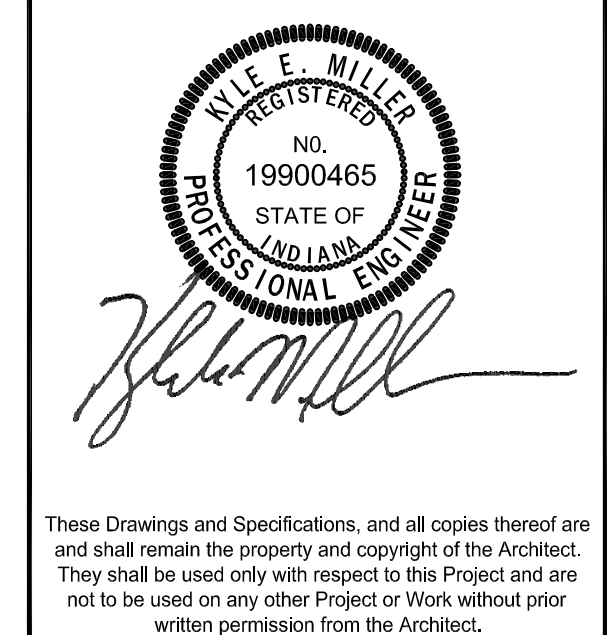 KYLE E. MILLER
REGISTERED
NO.
19900465
STATE OF
INDIANA
PROFESSIONAL ENGINEER
These Drawings and Specifications, and all copies thereof are
and shall remain the property and copyright of the Architect.
They shall be used only with respect to this Project and are
not to be used on any other Project or Work without prior
written permission from the Architect.